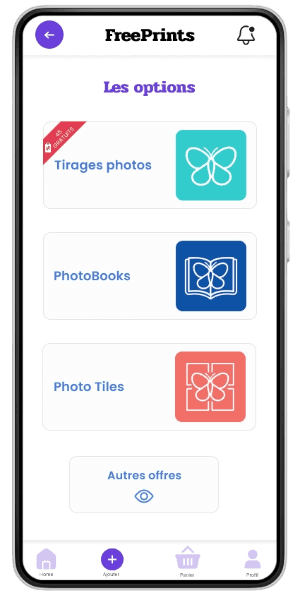 FreePrints
Les options
45
GRATUITS
Tirages photos
PhotoBooks
Photo Tiles
Autres offres
Home
Ajouter
Panier
Profil